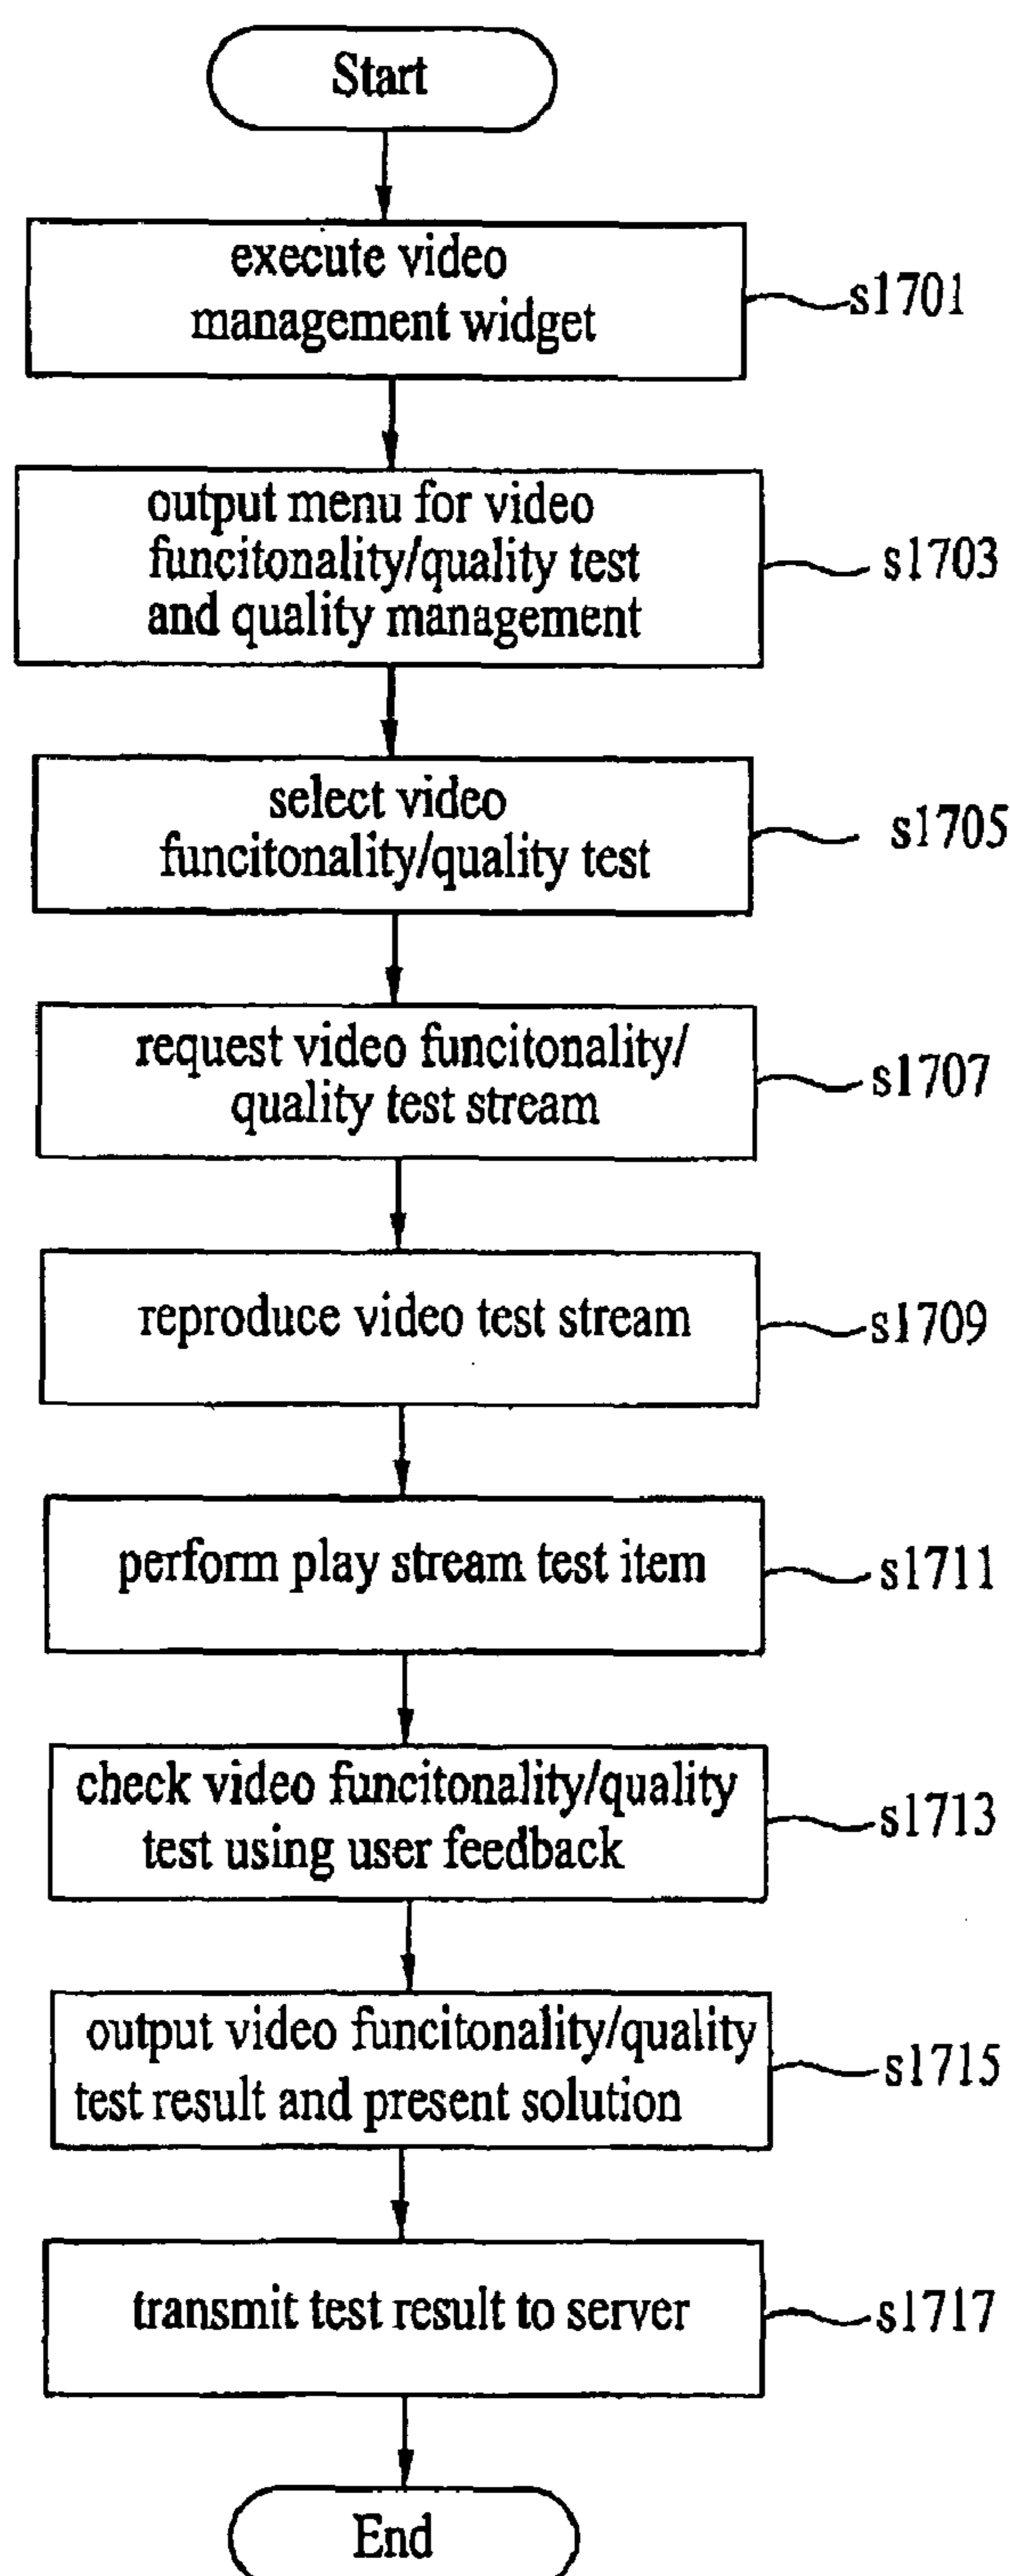 Start
execute video
management widget
s1701
output menu for video
funcitonality/quality test
and quality management
s1703
select video
funcitonality/quality test
s1705
request video funcitonality/
quality test stream
s1707
reproduce video test stream
s1709
perform play stream test item
s1711
check video funcitonality/quality
test using user feedback
s1713
output video funcitonality/quality
test result and present solution
s1715
transmit test result to server
s1717
End